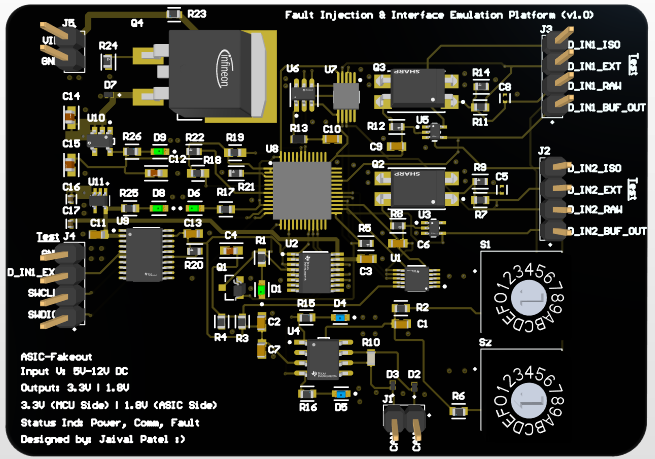 Fault Injection & Interface Emulation Platform (v1.0)
R23
J5
Q4
VI
GN
R24
infineon
D7
C14
U10
C15
R26
D9
R22
R19
C12
R18
R21
U11
C16
C17
R25
D8
D6
R17
C11
U9
C13
R20
U6
U7
R13
C10
U8
Q3
SHARP
R14
C8
R11
R12
U5
C9
Q2
SHARP
R9
C5
R7
R8
U3
C6
R5
C3
U1
J3
D_IN1_ISO
D_IN1_EXT
D_IN1_RAW
D_IN1_BUF_OUT
Test
J2
D_IN2_ISO
D_IN2_EXT
D_IN2_RAW
D_IN2_BUF_OUT
Test
Test
J4
D_IN1_EX
SWCL
SWDI
C4
Q1
R1
D1
U2
R4
R3
C2
C7
R15
D4
U4
R16
D5
R10
R2
C1
D3
D2
J1
R6
S1
0123456789ABCDEF
S2
0123456789ABCDEF
ASIC-Fakeout
Input V: 5V-12V DC
Output: 3.3V | 1.8V
3.3V (MCU Side) | 1.8V (ASIC Side)
Status Ind: Power, Comm, Fault
Designed by: Jaival Patel :)